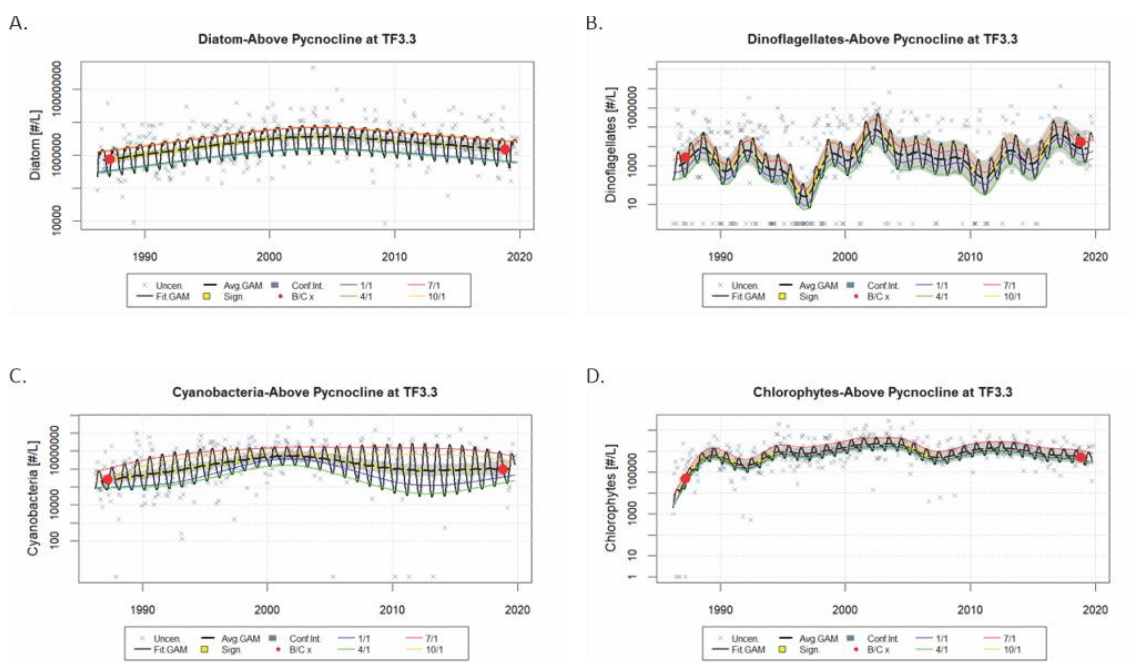 A.
Diatom-Above Pycnocline at TF3.3
Diatom [#/L]
100000000
1000000
10000
1990
2000
2010
2020
Uncen. Avg.GAM Conf.Int. 1/1 7/1
Fit.GAM Sign. B/C x 4/1 10/1
B.
Dinoflagellates-Above Pycnocline at TF3.3
Dinoflagellates [#/L]
1000
10
1990
2000
2010
2020
Uncen. Avg.GAM Conf.Int. 1/1 7/1
Fit.GAM Sign. B/C x 4/1 10/1
C.
Cyanobacteria-Above Pycnocline at TF3.3
Cyanobacteria [#/L]
100
1990
2000
2010
2020
Uncen. Avg.GAM Conf.Int. 1/1 7/1
Fit.GAM Sign. B/C x 4/1 10/1
D.
Chlorophytes-Above Pycnocline at TF3.3
Chlorophytes [#/L]
1000
10
1
1990
2000
2010
2020
Uncen. Avg.GAM Conf.Int. 1/1 7/1
Fit.GAM Sign. B/C x 4/1 10/1